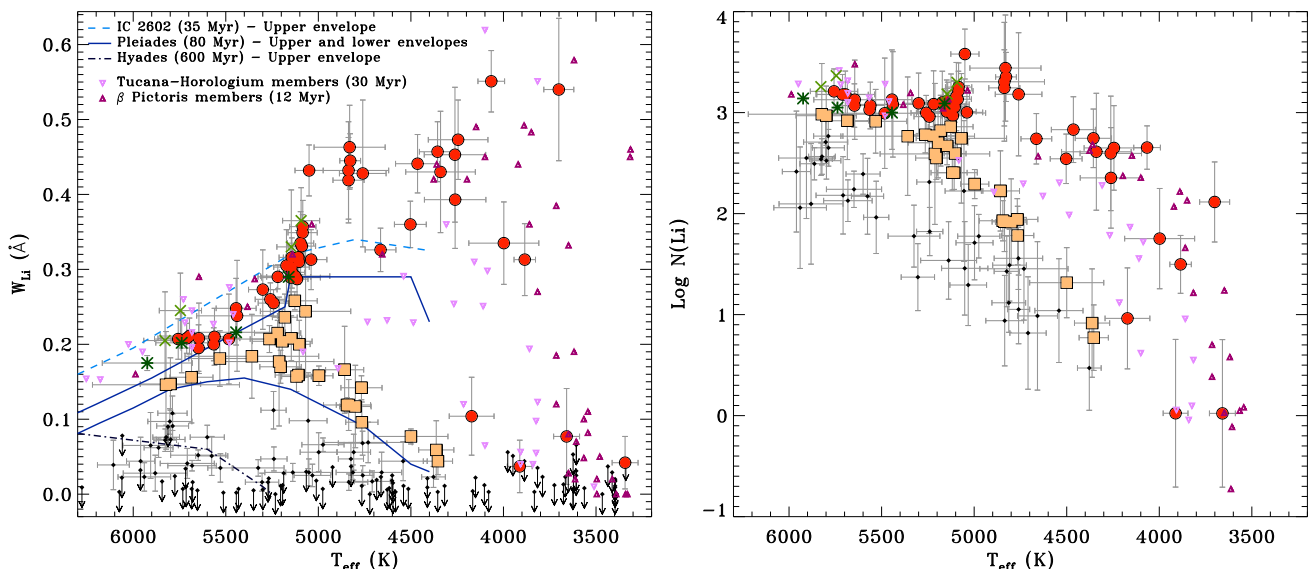 IC 2602 (35 Myr) – Upper envelope
Pleiades (80 Myr) – Upper and lower envelopes
Hyades (600 Myr) – Upper envelope
Tucana–Horologium members (30 Myr)
β Pictoris members (12 Myr)
W_Li (Å)
0.6
0.5
0.4
0.3
0.2
0.1
0.0
6000 5500 5000 4500 4000 3500
T_eff (K)
Log N(Li)
4
3
2
1
0
−1
6000 5500 5000 4500 4000 3500
T_eff (K)